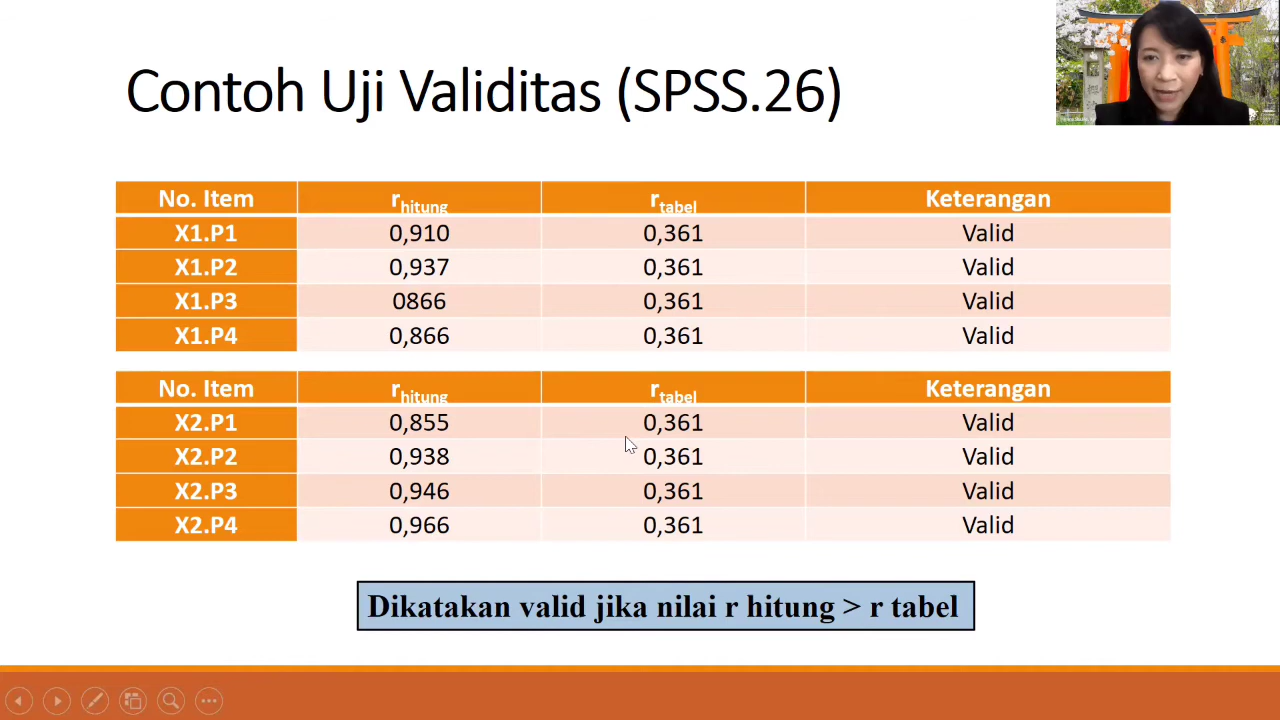 Contoh Uji Validitas (SPSS.26)
No. Item r hitung r tabel Keterangan
X1.P1 0,910 0,361 Valid
X1.P2 0,937 0,361 Valid
X1.P3 0866 0,361 Valid
X1.P4 0,866 0,361 Valid
No. Item r hitung r tabel Keterangan
X2.P1 0,855 0,361 Valid
X2.P2 0,938 0,361 Valid
X2.P3 0,946 0,361 Valid
X2.P4 0,966 0,361 Valid
Dikatakan valid jika nilai r hitung > r tabel